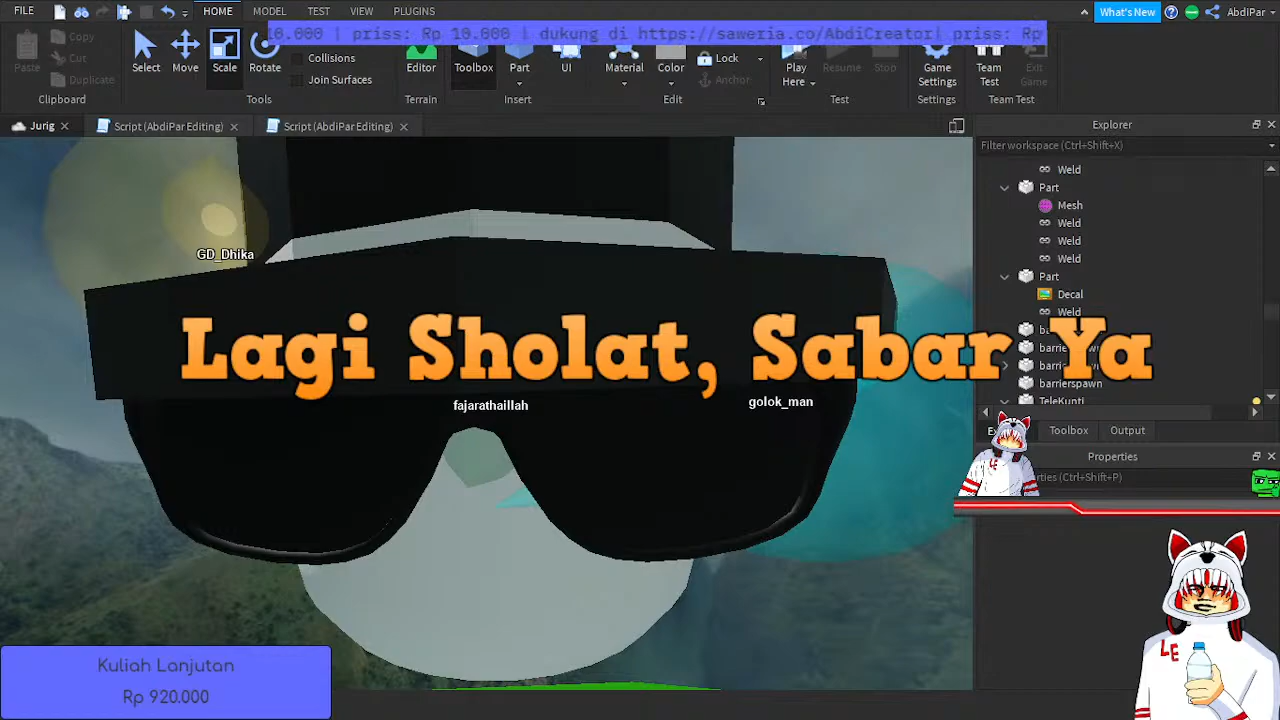 FILE HOME MODEL TEST VIEW PLUGINS What's New AbdiPar
10.000 | priss: Rp 10.000 | dukung di https://saweria.co/AbdiCreator| priss: Rp
Paste Copy Cut Duplicate Select Move Scale Rotate Collisions Join Surfaces Editor Toolbox Part UI Material Color Lock Anchor Play Here Resume Stop Game Settings Team Test Exit Game
Clipboard Tools Terrain Insert Edit Test Settings Team Test
Jurig Script (AbdiPar Editing) Script (AbdiPar Editing)
Explorer
Filter workspace (Ctrl+Shift+X)
Weld
Part
Mesh
Weld
Weld
Weld
Part
Decal
Weld
barrierspawn
TeleKunti
GD_Dhika
Lagi Sholat, Sabar Ya
fajarathaillah
golok_man
Toolbox Output
Properties
(Ctrl+Shift+P)
LE
LE
Kuliah Lanjutan
Rp 920.000